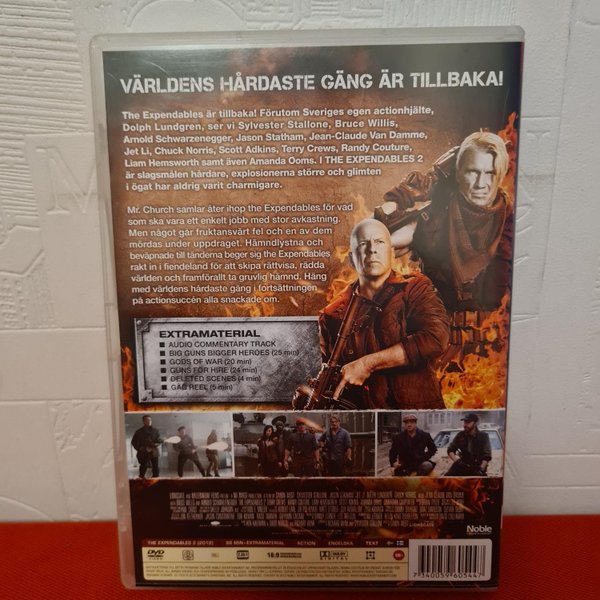 VÄRLDENS HÅRDASTE GÄNG ÄR TILLBAKA!
The Expendables är tillbaka! Förutom Sveriges egen actionhjälte,
Dolph Lundgren, ser vi Sylvester Stallone, Bruce Willis,
Arnold Schwarzenegger, Jason Statham, Jean-Claude Van Damme,
Jet Li, Chuck Norris, Scott Adkins, Terry Crews, Randy Couture,
Liam Hemsworth samt även Amanda Ooms. I THE EXPENDABLES 2
är slagsmålen hårdare, explosionerna större och glimten
i ögat har aldrig varit charmigare.
Mr. Church samlar åter ihop the Expendables för vad
som ska vara ett enkelt jobb med stor avkastning.
Men något går fruktansvärt fel och en av dem
mördas under uppdraget. Hämndlystna och
beväpnade till tänderna beger sig the Expendables
rakt in i fiendeland för att skipa rättvisa, rädda
världen och framförallt ta gruvlig hämnd. Häng
med världens hårdaste gäng i fortsättningen
på actionsuccén alla snackade om.
EXTRAMATERIAL
■ AUDIO COMMENTARY TRACK
■ BIG GUNS BIGGER HEROES (25 min)
■ GODS OF WAR (20 min)
■ GUNS FOR HIRE (24 min)
■ DELETED SCENES (4 min)
■ GAG REEL (5 min)
Noble
THE EXPENDABLES 2 (2012) 98 MIN+EXTRAMATERIAL ACTION ENGELSKA TEXT
DVD 16:9 DOLBY DIGITAL
7 340059 605447